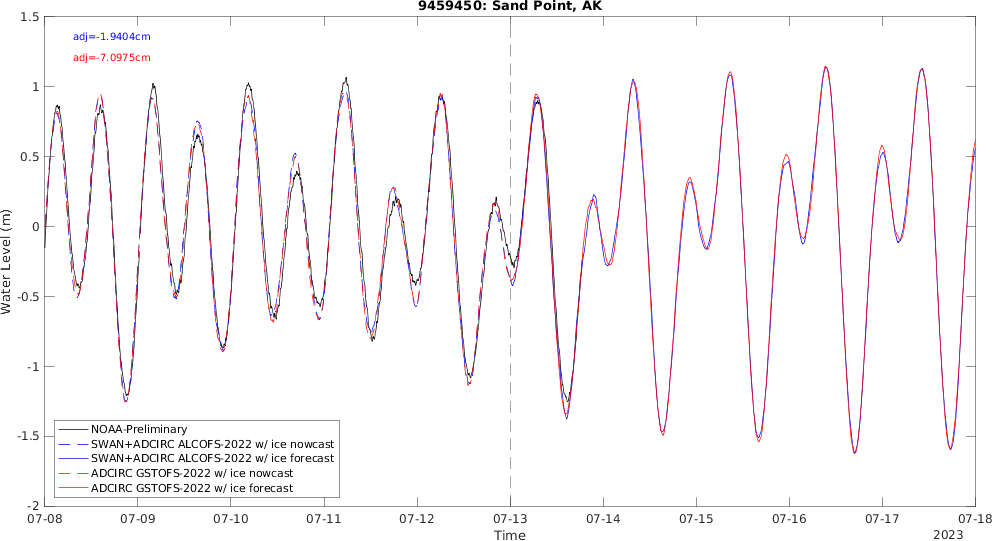 9459450: Sand Point, AK
adj=-1.9404cm
adj=-7.0975cm
Water Level (m)
1.5
1
0.5
0
-0.5
-1
-1.5
-2
NOAA-Preliminary
SWAN+ADCIRC ALCOFS-2022 w/ ice nowcast
SWAN+ADCIRC ALCOFS-2022 w/ ice forecast
ADCIRC GSTOFS-2022 w/ ice nowcast
ADCIRC GSTOFS-2022 w/ ice forecast
07-08 07-09 07-10 07-11 07-12 07-13 07-14 07-15 07-16 07-17 07-18
Time
2023